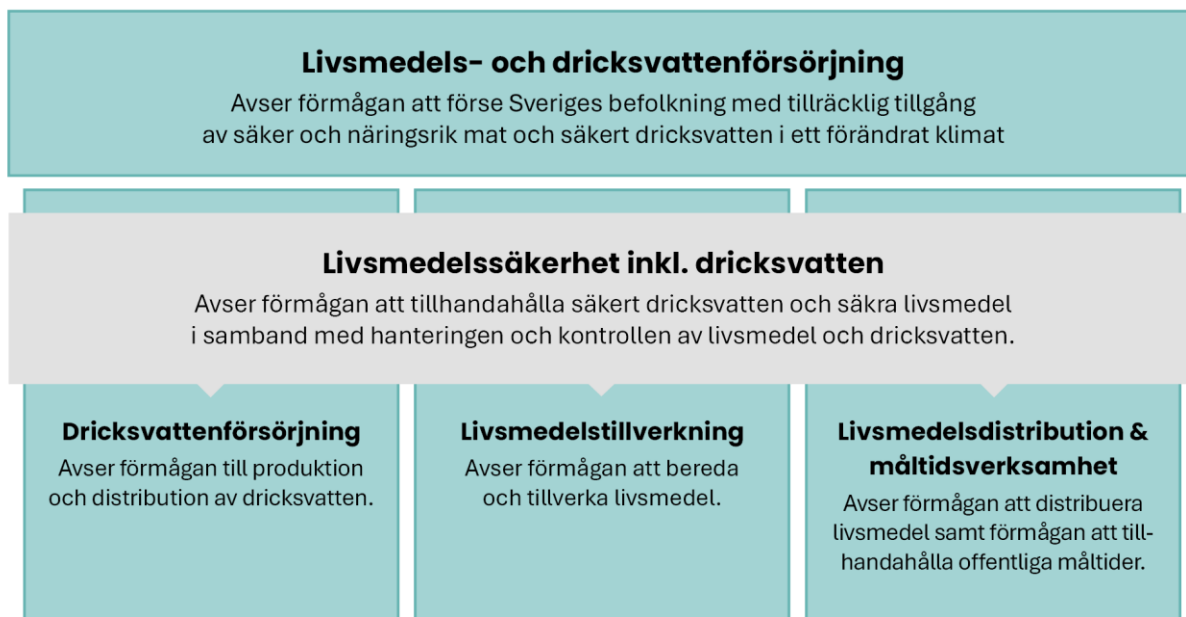 Livsmedels- och dricksvattenförsörjning
Avser förmågan att förse Sveriges befolkning med tillräcklig tillgång
av säker och näringsrik mat och säkert dricksvatten i ett förändrat klimat
Livsmedelssäkerhet inkl. dricksvatten
Avser förmågan att tillhandahålla säkert dricksvatten och säkra livsmedel
i samband med hanteringen och kontrollen av livsmedel och dricksvatten.
Dricksvattenförsörjning
Avser förmågan till produktion
och distribution av dricksvatten.
Livsmedelstillverkning
Avser förmågan att bereda
och tillverka livsmedel.
Livsmedelsdistribution &
måltidsverksamhet
Avser förmågan att distribuera
livsmedel samt förmågan att till-
handahålla offentliga måltider.